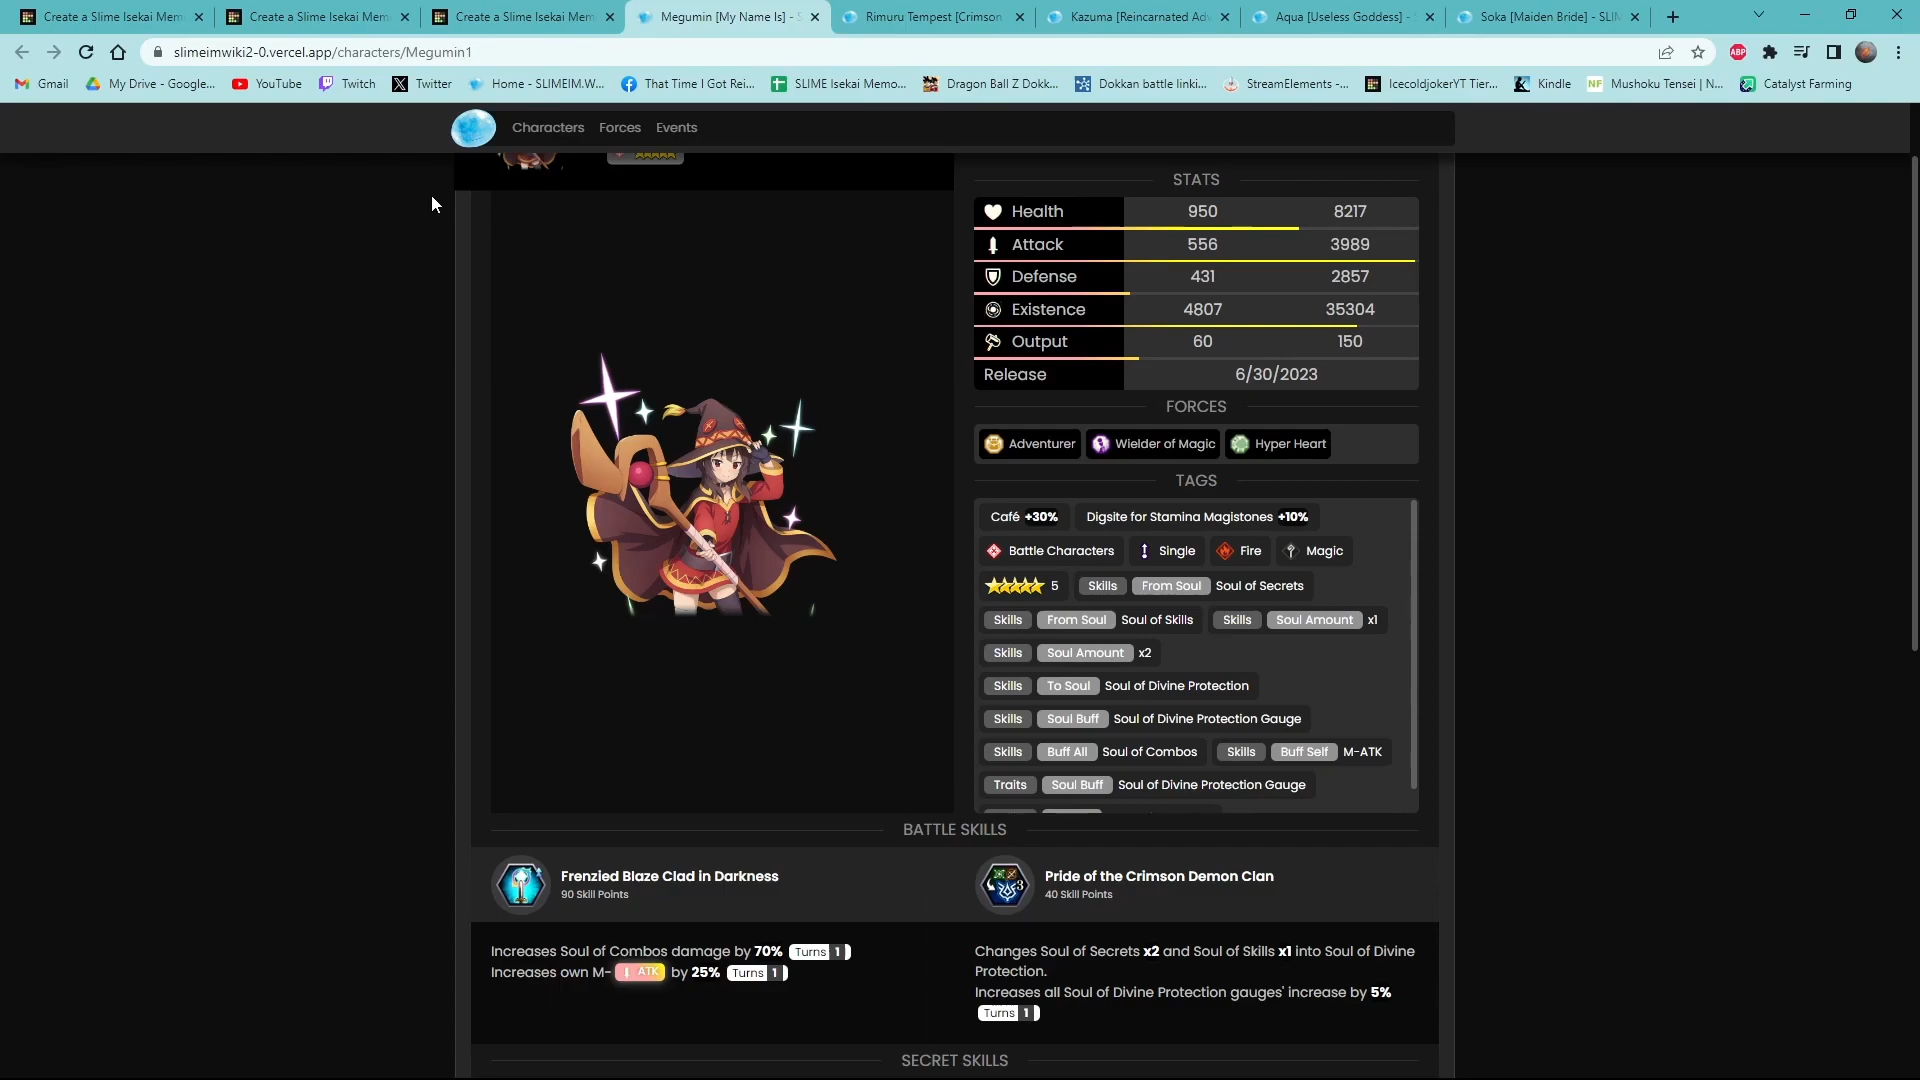 Create a Slime Isekai Mem
Create a Slime Isekai Mem
Create a Slime Isekai Mem
Megumin [My Name Is] - S
Rimuru Tempest [Crimson
Kazuma [Reincarnated Adv
Aqua [Useless Goddess] -
Soka [Maiden Bride] - SLIM
slimeimwiki2-0.vercel.app/characters/Megumin1
ABP
Gmail
My Drive - Google...
YouTube
Twitch
Twitter
Home - SLIMEIM.W...
That Time I Got Rei...
SLIME Isekai Memo...
Dragon Ball Z Dokk...
Dokkan battle linki...
StreamElements -...
IcecoldjokerYT Tier...
Kindle
NF Mushoku Tensei | N...
Catalyst Farming
Characters Forces Events
STATS
Health 950 8217
Attack 556 3989
Defense 431 2857
Existence 4807 35304
Output 60 150
Release 6/30/2023
FORCES
Adventurer Wielder of Magic Hyper Heart
TAGS
Café +30% Digsite for Stamina Magistones +10%
Battle Characters Single Fire Magic
5 Skills From Soul Soul of Secrets
Skills From Soul Soul of Skills Skills Soul Amount x1
Skills Soul Amount x2
Skills To Soul Soul of Divine Protection
Skills Soul Buff Soul of Divine Protection Gauge
Skills Buff All Soul of Combos Skills Buff Self M-ATK
Traits Soul Buff Soul of Divine Protection Gauge
BATTLE SKILLS
Frenzied Blaze Clad in Darkness
90 Skill Points
Increases Soul of Combos damage by 70% Turns 1
Increases own M- ATK by 25% Turns 1
Pride of the Crimson Demon Clan
40 Skill Points
Changes Soul of Secrets x2 and Soul of Skills x1 into Soul of Divine
Protection.
Increases all Soul of Divine Protection gauges' increase by 5%
Turns 1
SECRET SKILLS